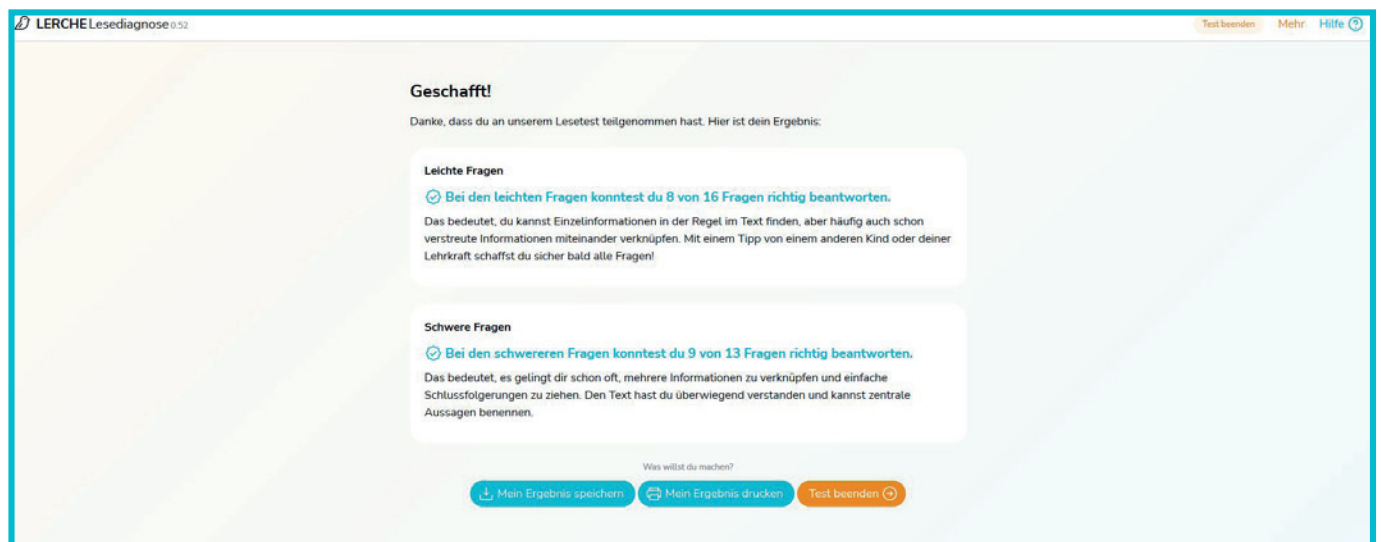 LERCHE Lesediagnose 0.52
Test beenden Mehr Hilfe ?
Geschafft!
Danke, dass du an unserem Lesetest teilgenommen hast. Hier ist dein Ergebnis:
Leichte Fragen
Bei den leichten Fragen konntest du 8 von 16 Fragen richtig beantworten.
Das bedeutet, du kannst Einzelinformationen in der Regel im Text finden, aber häufig auch schon
verstreute Informationen miteinander verknüpfen. Mit einem Tipp von einem anderen Kind oder deiner
Lehrkraft schaffst du sicher bald alle Fragen!
Schwere Fragen
Bei den schwereren Fragen konntest du 9 von 13 Fragen richtig beantworten.
Das bedeutet, es gelingt dir schon oft, mehrere Informationen zu verknüpfen und einfache
Schlussfolgerungen zu ziehen. Den Text hast du überwiegend verstanden und kannst zentrale
Aussagen benennen.
Was willst du machen?
Mein Ergebnis speichern Mein Ergebnis drucken Test beenden